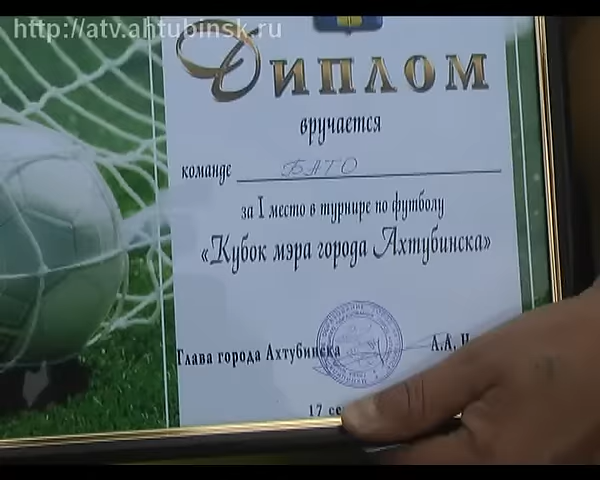 http://atv.ahtubinsk.ru
Диплом
вручается
команде БАТО
за I место в турнире по футболу
«Кубок мэра города Ахтубинска»
Глава города Ахтубинска А.А.
17